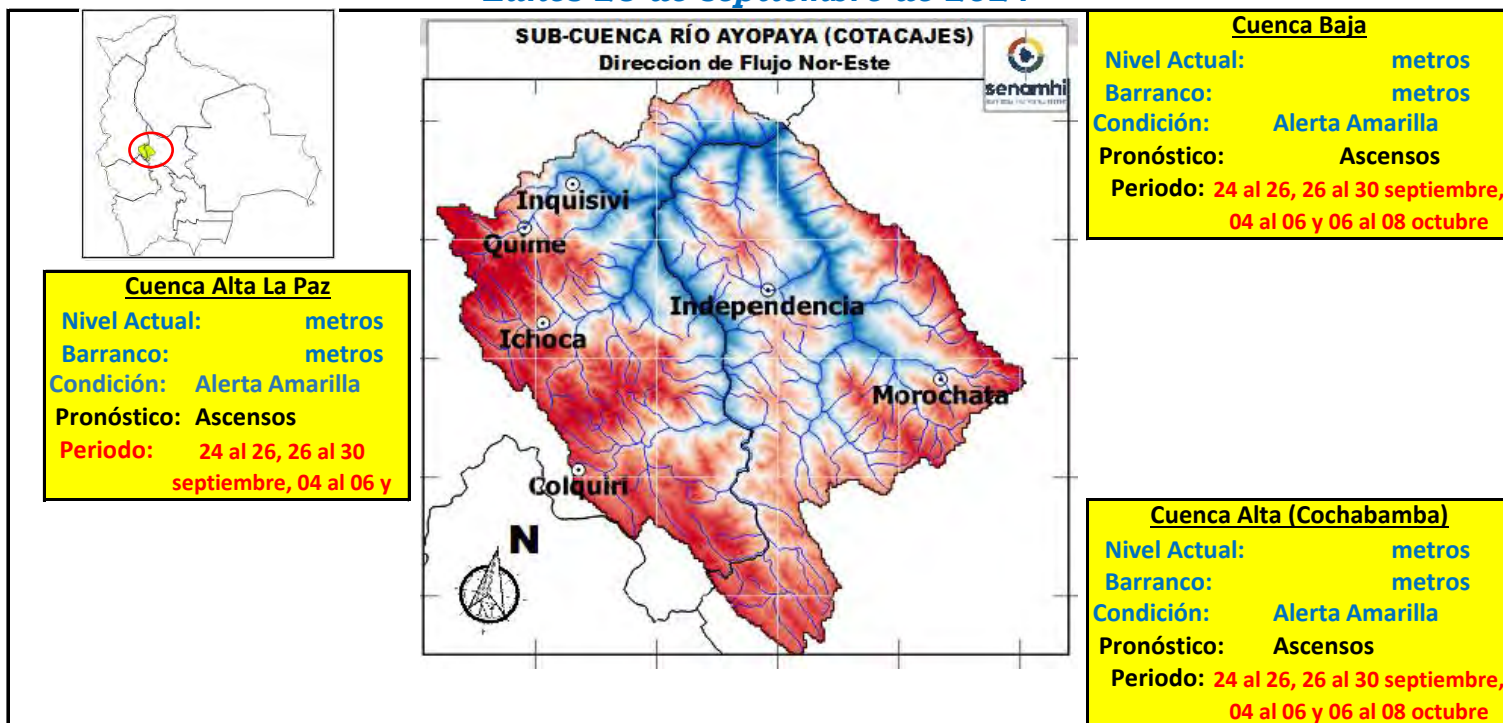 SUB-CUENCA RÍO AYOPAYA (COTACAJES)
Direccion de Flujo Nor-Este
senamhi
Inquisivi
Quime
Independencia
Ichoca
Morochata
Colquiri
N
Cuenca Alta La Paz
Nivel Actual: metros
Barranco: metros
Condición: Alerta Amarilla
Pronóstico: Ascensos
Periodo: 24 al 26, 26 al 30
septiembre, 04 al 06 y
Cuenca Baja
Nivel Actual: metros
Barranco: metros
Condición: Alerta Amarilla
Pronóstico: Ascensos
Periodo: 24 al 26, 26 al 30 septiembre,
04 al 06 y 06 al 08 octubre
Cuenca Alta (Cochabamba)
Nivel Actual: metros
Barranco: metros
Condición: Alerta Amarilla
Pronóstico: Ascensos
Periodo: 24 al 26, 26 al 30 septiembre,
04 al 06 y 06 al 08 octubre